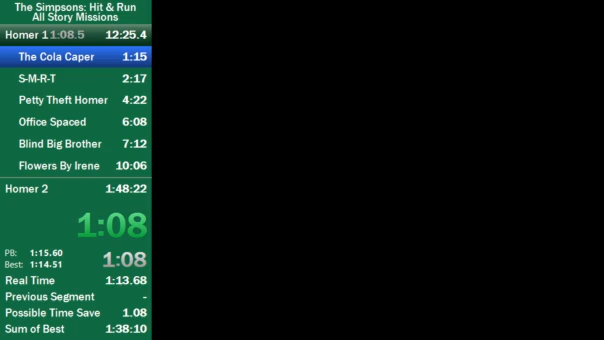 The Simpsons: Hit & Run
All Story Missions
Homer 1 1:08.5 12:25.4
The Cola Caper 1:15
S-M-R-T 2:17
Petty Theft Homer 4:22
Office Spaced 6:08
Blind Big Brother 7:12
Flowers By Irene 10:06
Homer 2 1:48:22
1:08
PB: 1:15.60
Best: 1:14.51
1:08
Real Time 1:13.68
Previous Segment -
Possible Time Save 1.08
Sum of Best 1:38:10